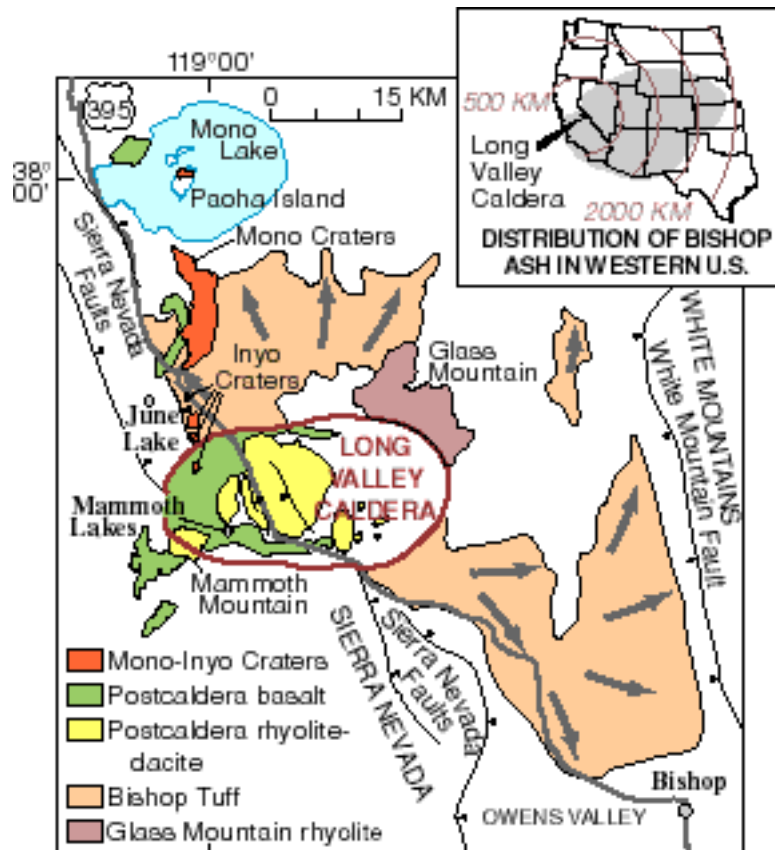 119°00'
0
15 KM
395
Mono
Lake
38°
00'
Paoha Island
Mono Craters
Sierra Nevada
Faults
500 KM
Long
Valley
Caldera
2000 KM
DISTRIBUTION OF BISHOP
ASH IN WESTERN U.S.
Inyo
Craters
Glass
Mountain
June
Lake
LONG
VALLEY
CALDERA
Mammoth
Lakes
Mammoth
Mountain
WHITE MOUNTAINS
White Mountain Fault
SIERRA NEVADA
Sierra Nevada
Faults
Mono-Inyo Craters
Postcaldera basalt
Postcaldera rhyolite-
dacite
Bishop Tuff
Glass Mountain rhyolite
Bishop
OWENS VALLEY